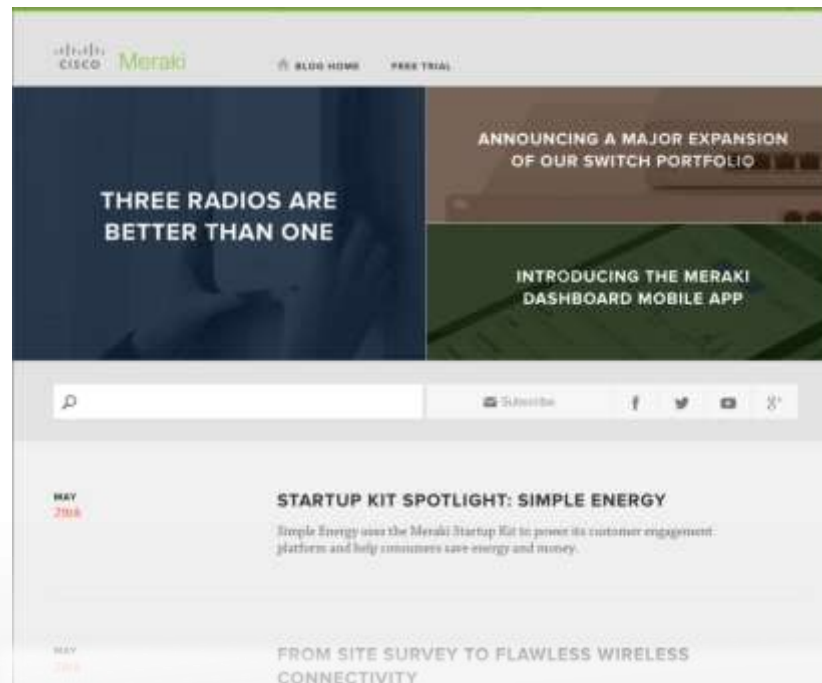 CISCO Meraki
BLOG HOME FREE TRIAL
THREE RADIOS ARE
BETTER THAN ONE
ANNOUNCING A MAJOR EXPANSION
OF OUR SWITCH PORTFOLIO
INTRODUCING THE MERAKI
DASHBOARD MOBILE APP
Subscribe
MAY
2016
STARTUP KIT SPOTLIGHT: SIMPLE ENERGY
Simple Energy uses the Meraki Startup Kit to power its customer engagement
platform and help consumers save energy and money.
MAY
2016
FROM SITE SURVEY TO FLAWLESS WIRELESS
CONNECTIVITY